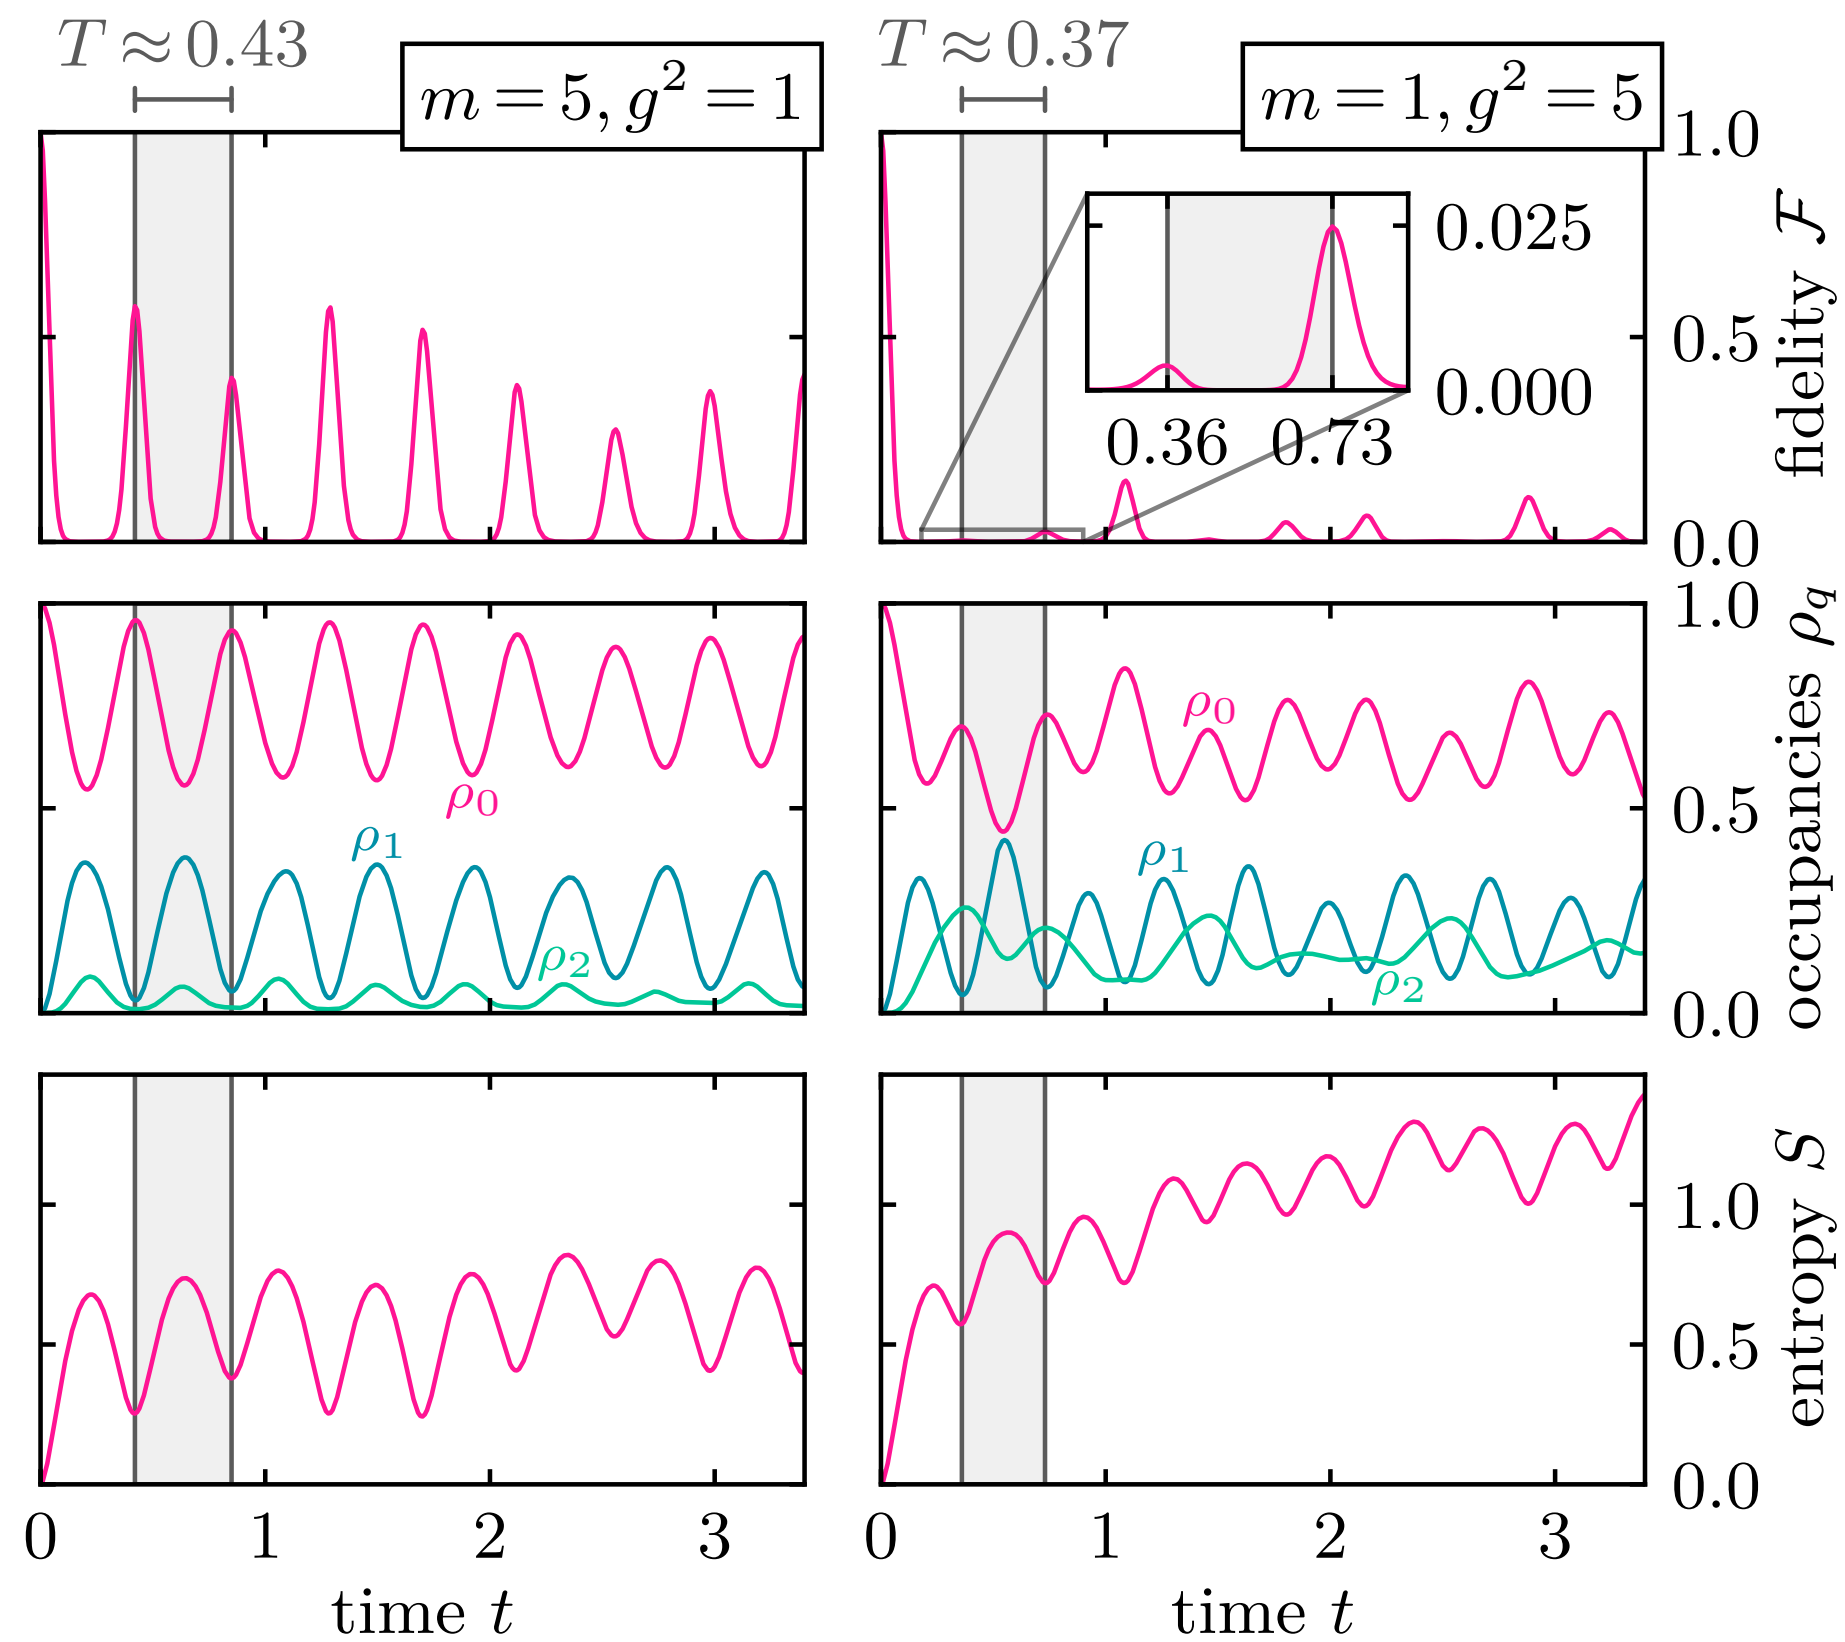 T ≈ 0.43
m = 5, g² = 1
T ≈ 0.37
m = 1, g² = 5
1.0
0.5
0.0
fidelity ℱ
0.025
0.000
0.36
0.73
ρ₀
ρ₁
ρ₂
ρ₀
ρ₁
ρ₂
1.0
0.5
0.0
occupancies ρ_q
1.0
0.5
0.0
entropy S
0 1 2 3
time t
0 1 2 3
time t